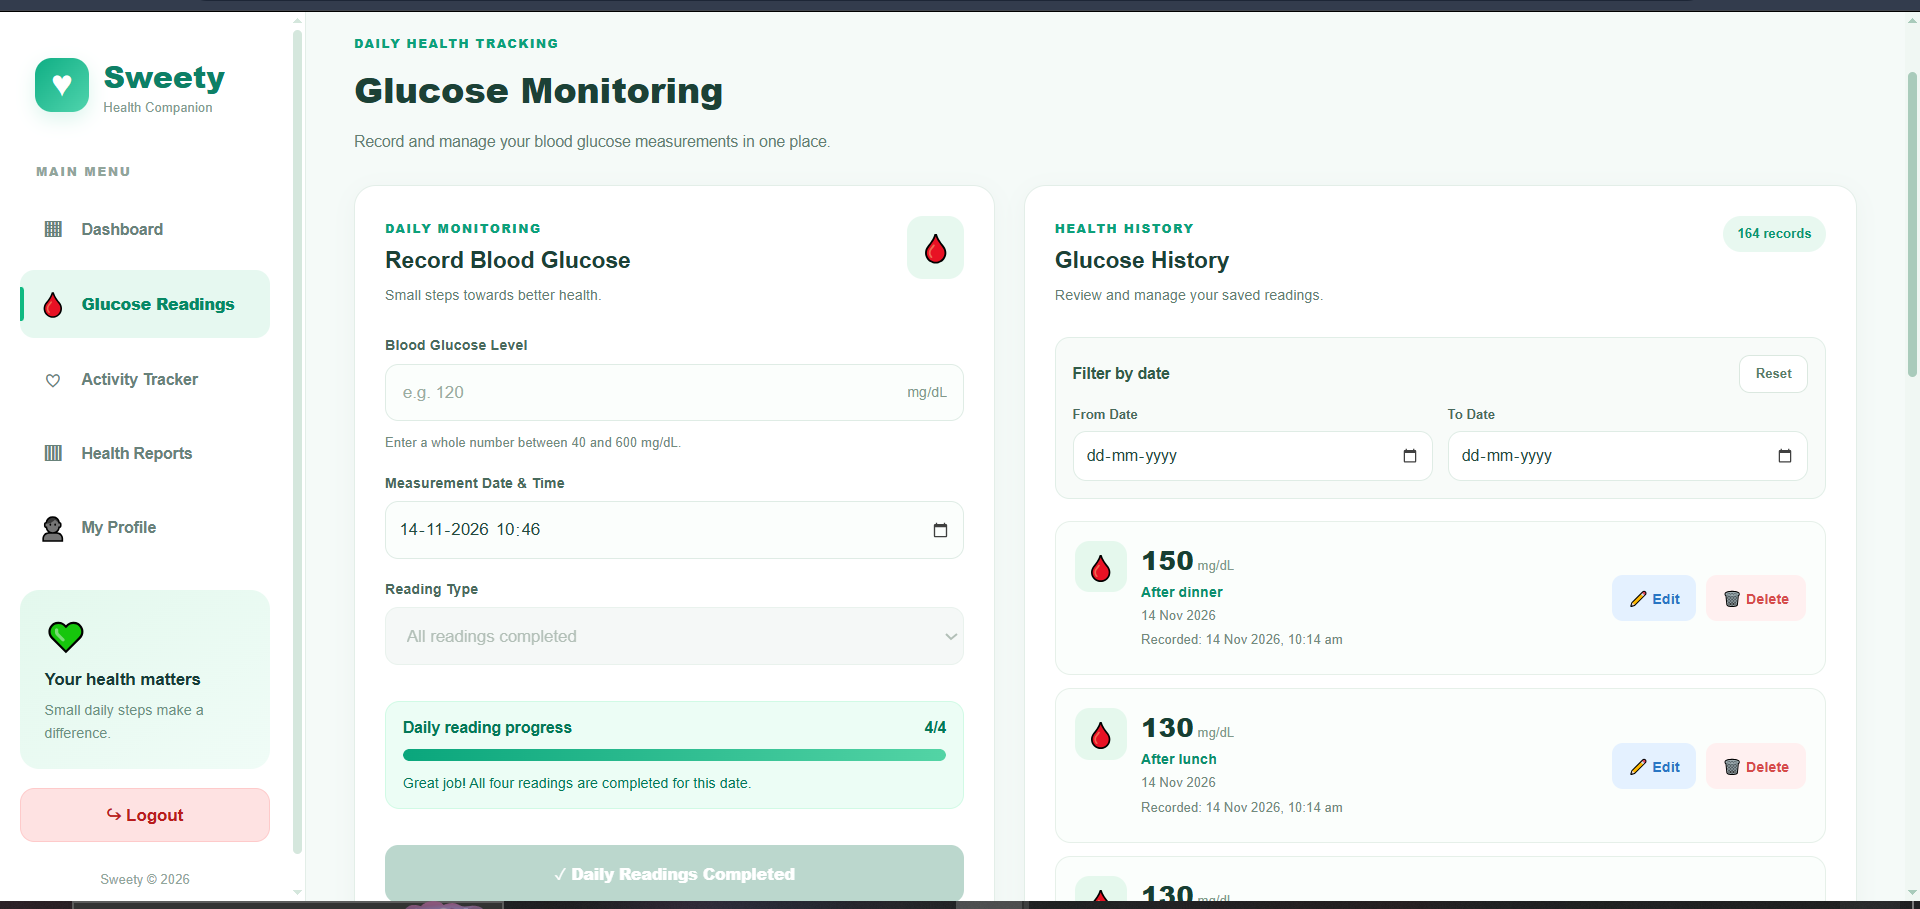 Sweety
Health Companion
MAIN MENU
Dashboard
Glucose Readings
Activity Tracker
Health Reports
My Profile
Your health matters
Small daily steps make a
difference.
↪ Logout
Sweety © 2026
DAILY HEALTH TRACKING
Glucose Monitoring
Record and manage your blood glucose measurements in one place.
DAILY MONITORING
Record Blood Glucose
Small steps towards better health.
Blood Glucose Level
e.g. 120 mg/dL
Enter a whole number between 40 and 600 mg/dL.
Measurement Date & Time
14-11-2026 10:46
Reading Type
All readings completed
Daily reading progress 4/4
Great job! All four readings are completed for this date.
✓ Daily Readings Completed
HEALTH HISTORY
164 records
Glucose History
Review and manage your saved readings.
Filter by date
Reset
From Date To Date
dd-mm-yyyy dd-mm-yyyy
150 mg/dL
After dinner
14 Nov 2026
Recorded: 14 Nov 2026, 10:14 am
Edit Delete
130 mg/dL
After lunch
14 Nov 2026
Recorded: 14 Nov 2026, 10:14 am
Edit Delete
130 mg/dL